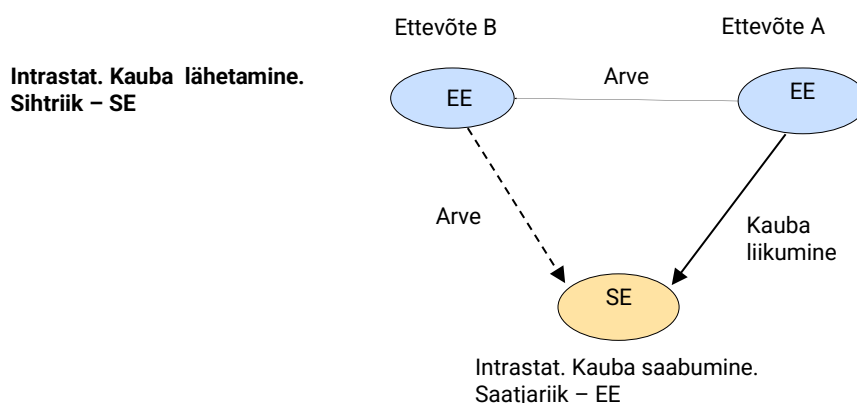 Ettevõte B
Ettevõte A
Intrastat. Kauba lähetamine.
Sihtriik – SE
Arve
EE
EE
Arve
Kauba
liikumine
SE
Intrastat. Kauba saabumine.
Saatjariik – EE